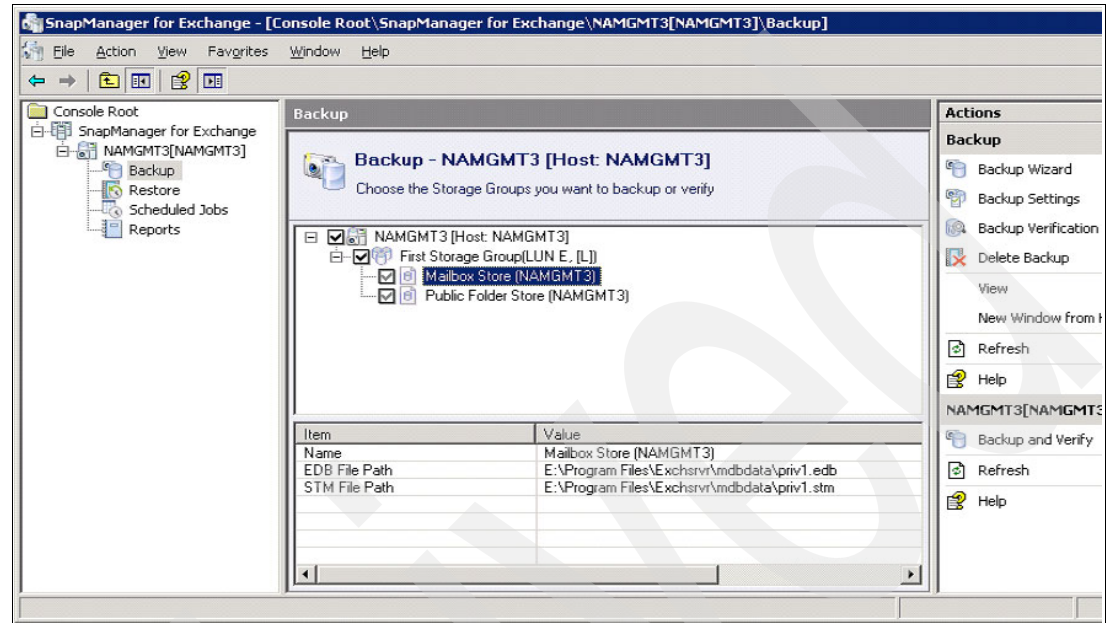 SnapManager for Exchange - [Console Root\SnapManager for Exchange\NAMGMT3[NAMGMT3]\Backup]
File Action View Favorites Window Help
Console Root
SnapManager for Exchange
NAMGMT3[NAMGMT3]
Backup
Restore
Scheduled Jobs
Reports
Backup
Backup - NAMGMT3 [Host: NAMGMT3]
Choose the Storage Groups you want to backup or verify
NAMGMT3 [Host: NAMGMT3]
First Storage Group(LUN E, [L])
Mailbox Store (NAMGMT3)
Public Folder Store (NAMGMT3)
Item Value
Name Mailbox Store (NAMGMT3)
EDB File Path E:\Program Files\Exchsrvr\mdbdata\priv1.edb
STM File Path E:\Program Files\Exchsrvr\mdbdata\priv1.stm
Actions
Backup
Backup Wizard
Backup Settings
Backup Verification
Delete Backup
View
New Window from
Refresh
Help
NAMGMT3[NAMGMT3
Backup and Verify
Refresh
Help